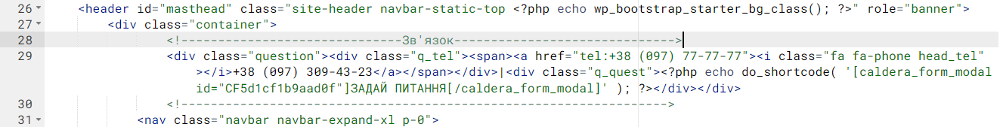 26 <header id="masthead" class="site-header navbar-static-top <?php echo wp_bootstrap_starter_bg_class(); ?>" role="banner">
27 <div class="container">
28 <!------------------------------Зв'язок------------------------------>
29 <div class="question"><div class="q_tel"><span><a href="tel:+38 (097) 77-77-77"><i class="fa fa-phone head_tel"
></i>+38 (097) 309-43-23</a></span></div>|<div class="q_quest"><?php echo do_shortcode( '[caldera_form_modal
id="CF5d1cf1b9aad0f"]ЗАДАЙ ПИТАННЯ[/caldera_form_modal]' ); ?></div></div>
30 <!------------------------------------------------------------------>
31 <nav class="navbar navbar-expand-xl p-0">